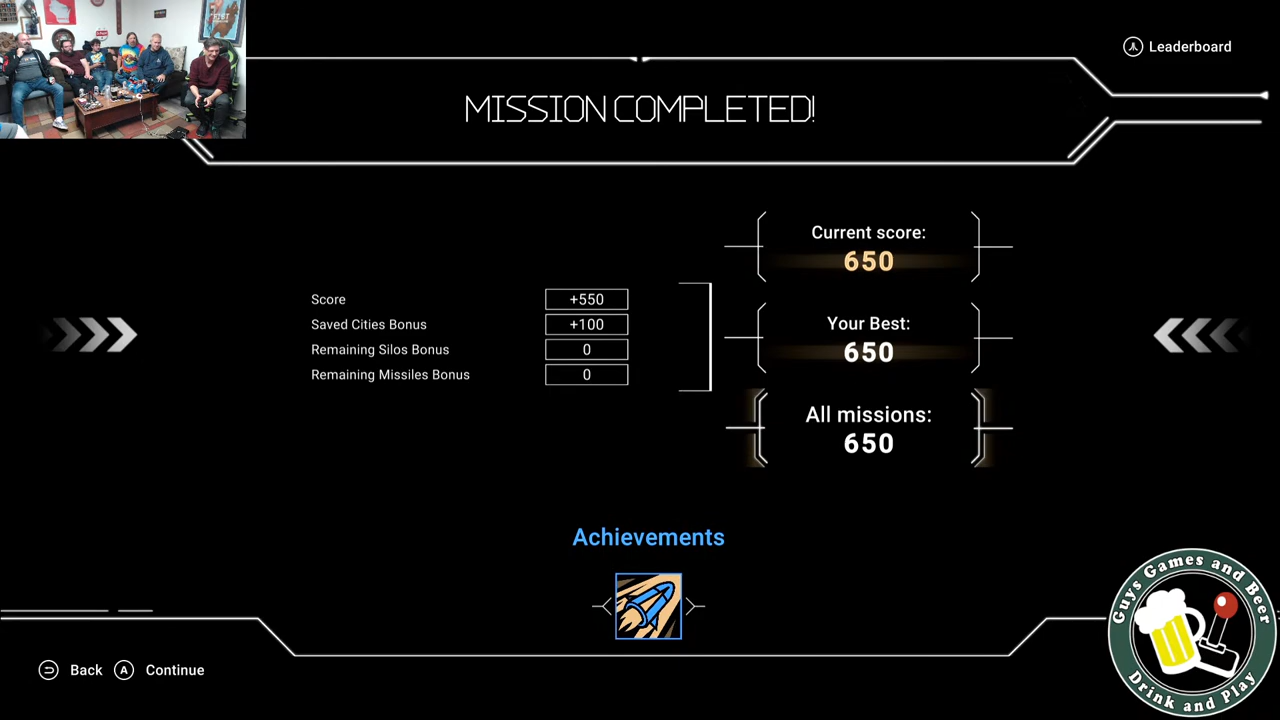 Leaderboard
MISSION COMPLETED!
Current score:
650
Score +550
Saved Cities Bonus +100
Remaining Silos Bonus 0
Remaining Missiles Bonus 0
Your Best:
650
All missions:
650
Achievements
Back A Continue
Guys Games and Beer
Drink and Play